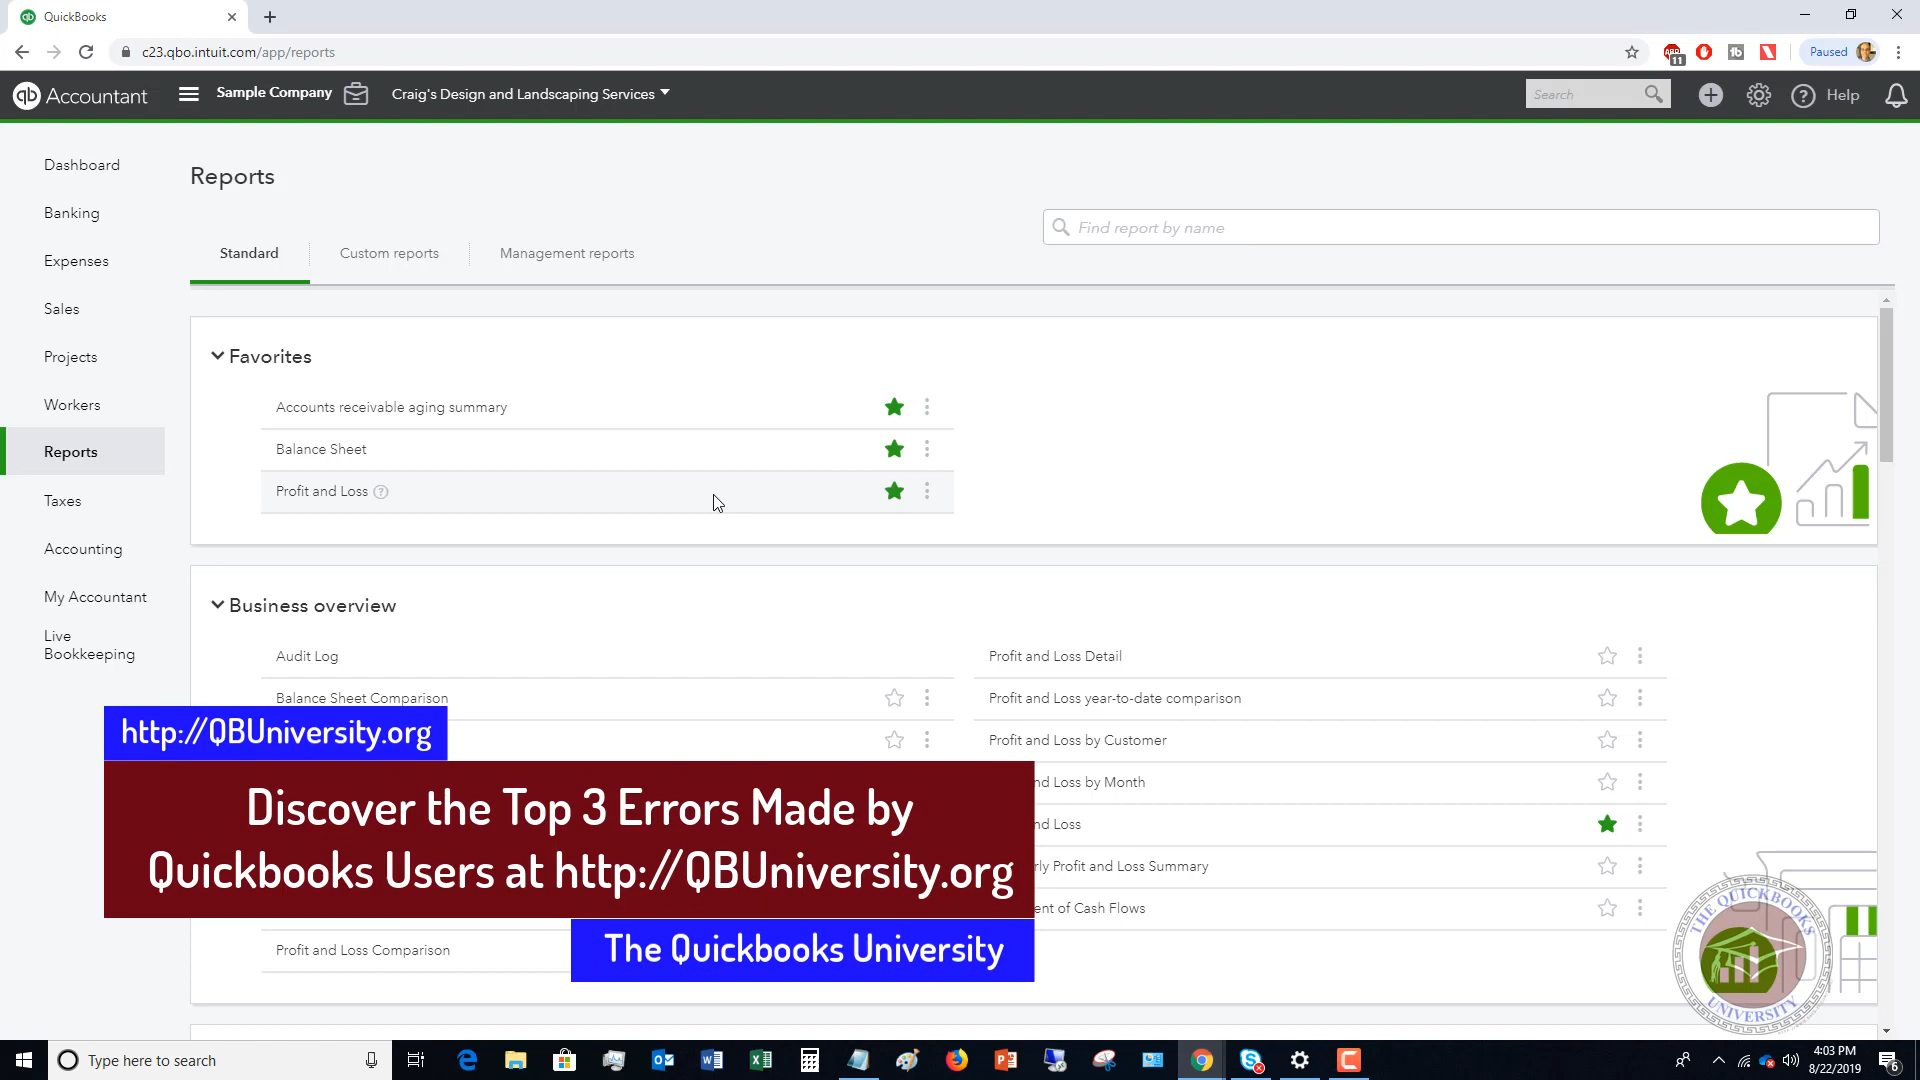 QuickBooks
c23.qbo.intuit.com/app/reports
ABP
11
Paused
qb Accountant
Sample Company
Craig's Design and Landscaping Services
Search
Help
Dashboard
Banking
Expenses
Sales
Projects
Workers
Reports
Taxes
Accounting
My Accountant
Live
Bookkeeping
Reports
Find report by name
Standard
Custom reports
Management reports
Favorites
Accounts receivable aging summary
Balance Sheet
Profit and Loss
Business overview
Audit Log
Profit and Loss Detail
Balance Sheet Comparison
Profit and Loss year-to-date comparison
http://QBUniversity.org
Profit and Loss by Customer
nd Loss by Month
Discover the Top 3 Errors Made by
Quickbooks Users at http://QBUniversity.org
nd Loss
rly Profit and Loss Summary
ent of Cash Flows
The Quickbooks University
Profit and Loss Comparison
THE QUICKBOOKS
UNIVERSITY
Type here to search
4:03 PM
8/22/2019
6